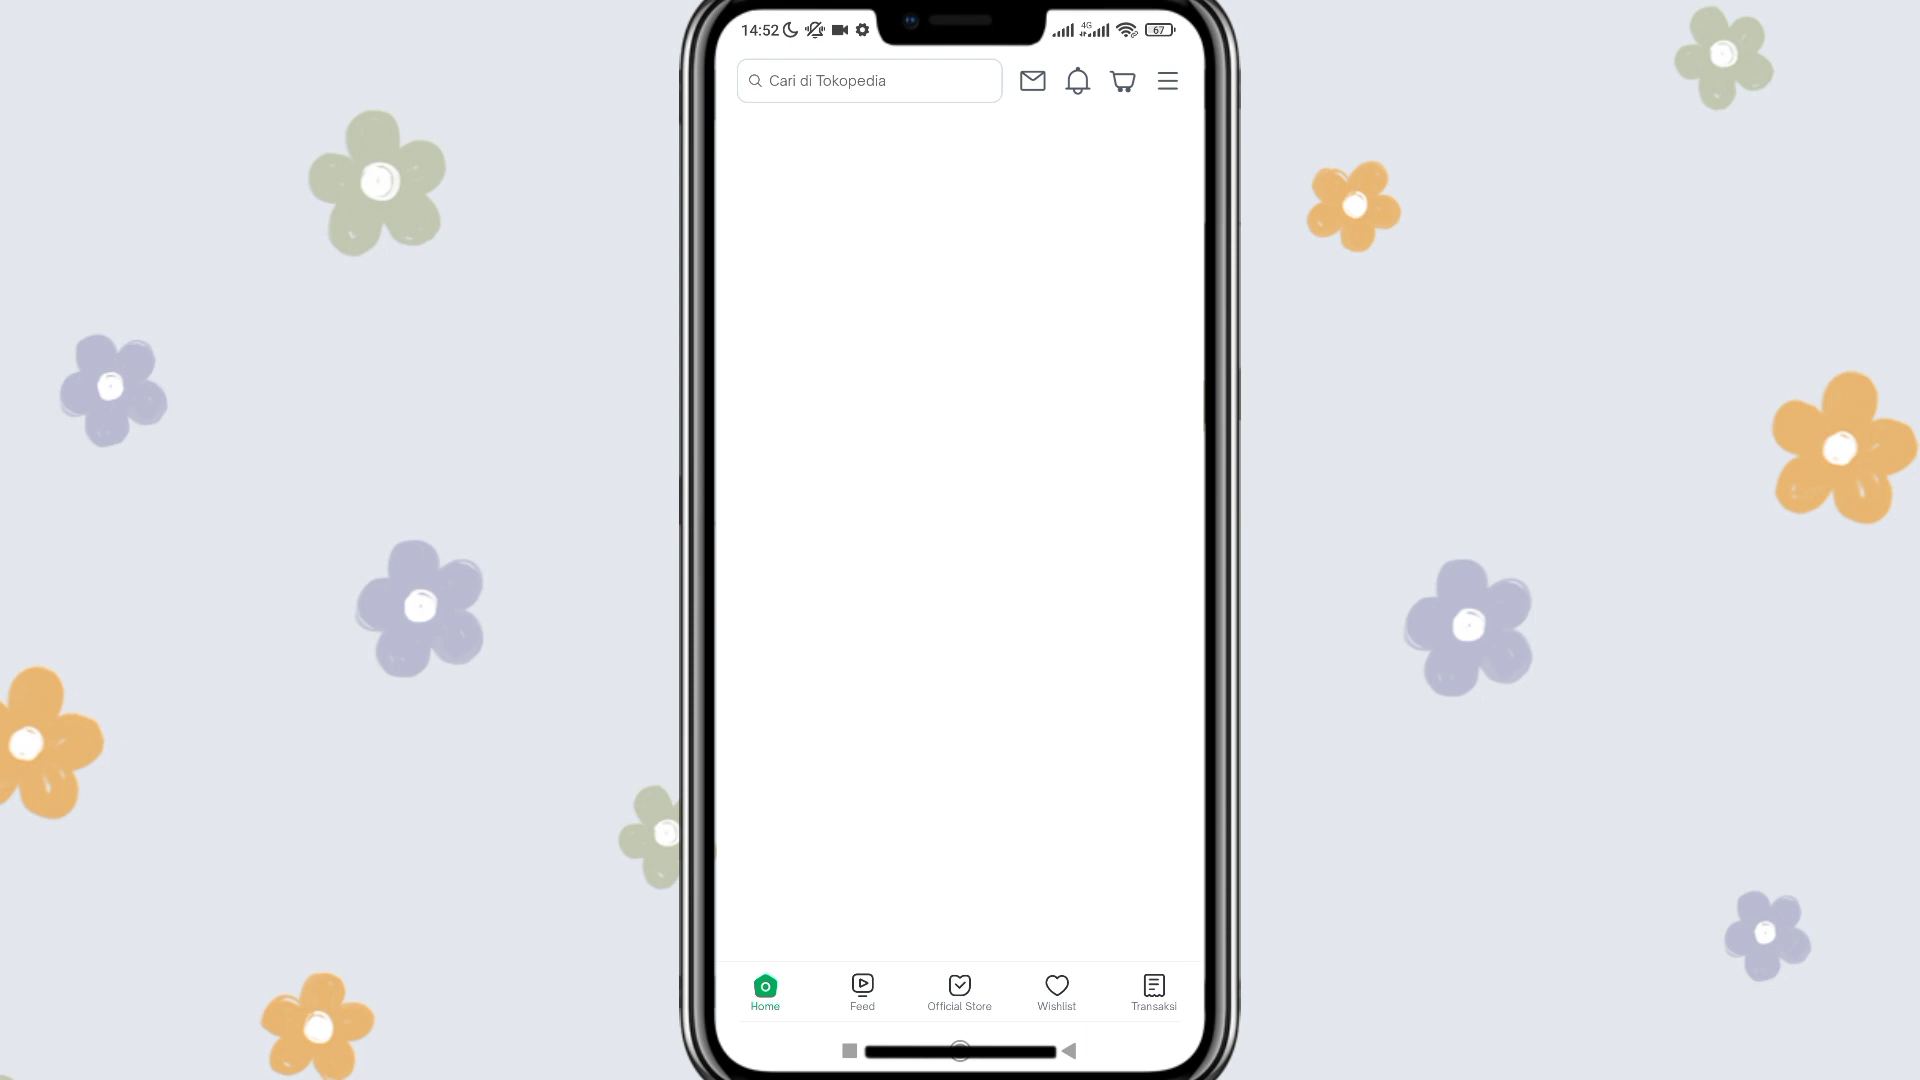 14:52
4G
67
Cari di Tokopedia
Home
Feed
Official Store
Wishlist
Transaksi